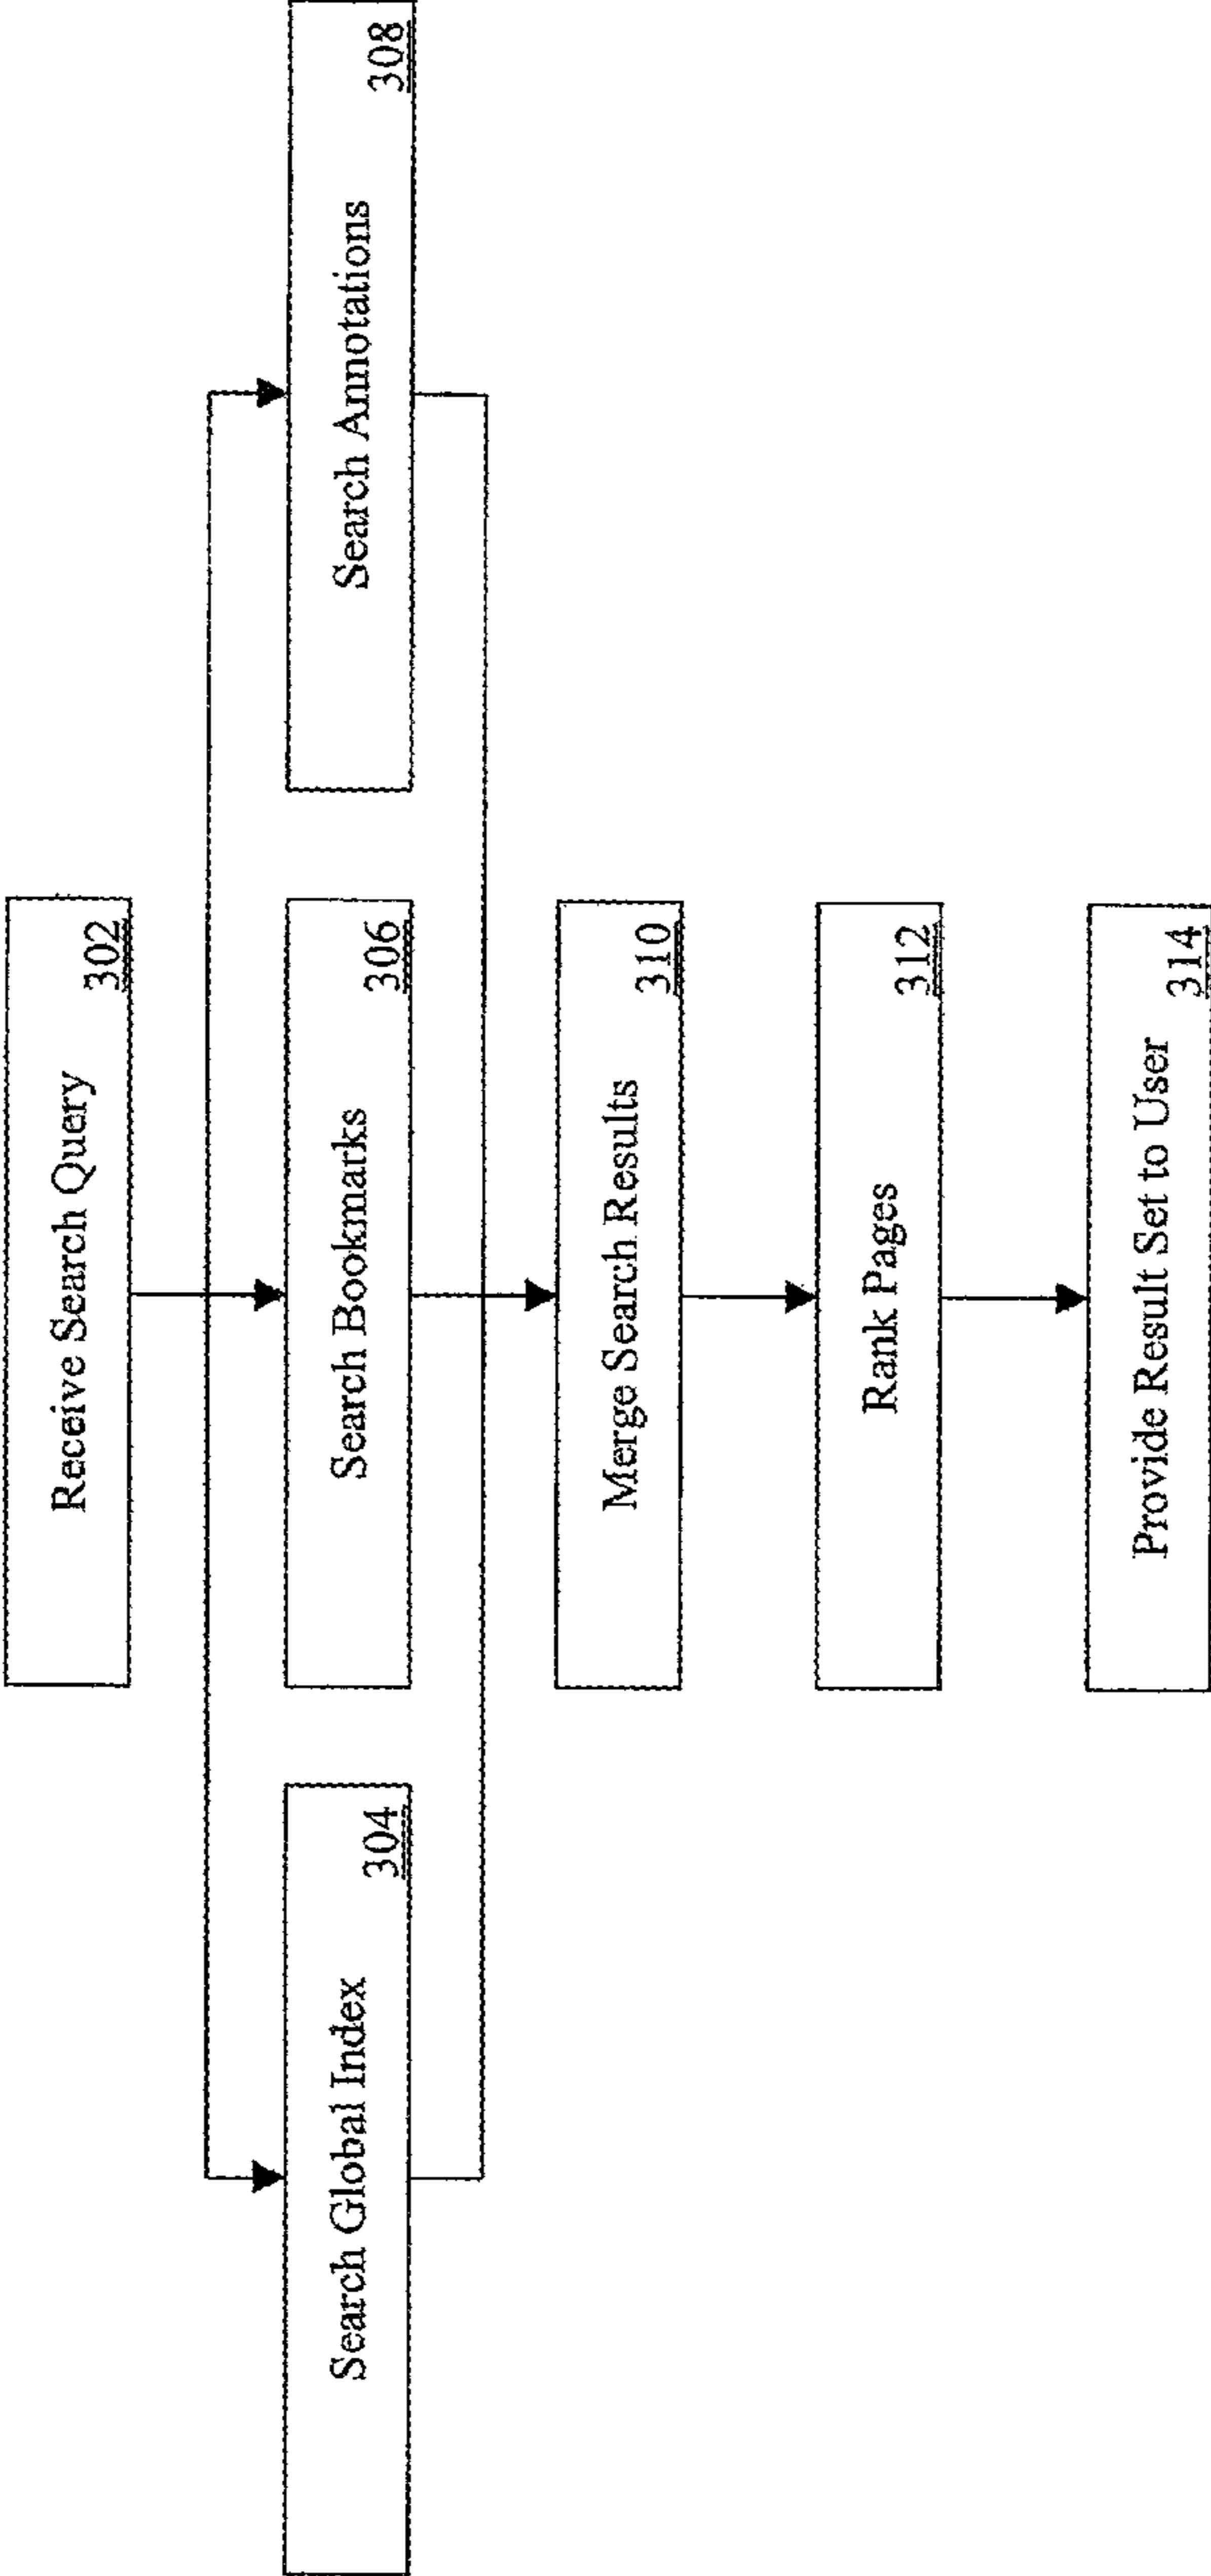 Receive Search Query
302
Search Global Index
304
Search Bookmarks
306
Search Annotations
308
Merge Search Results
310
Rank Pages
312
Provide Result Set to User
314